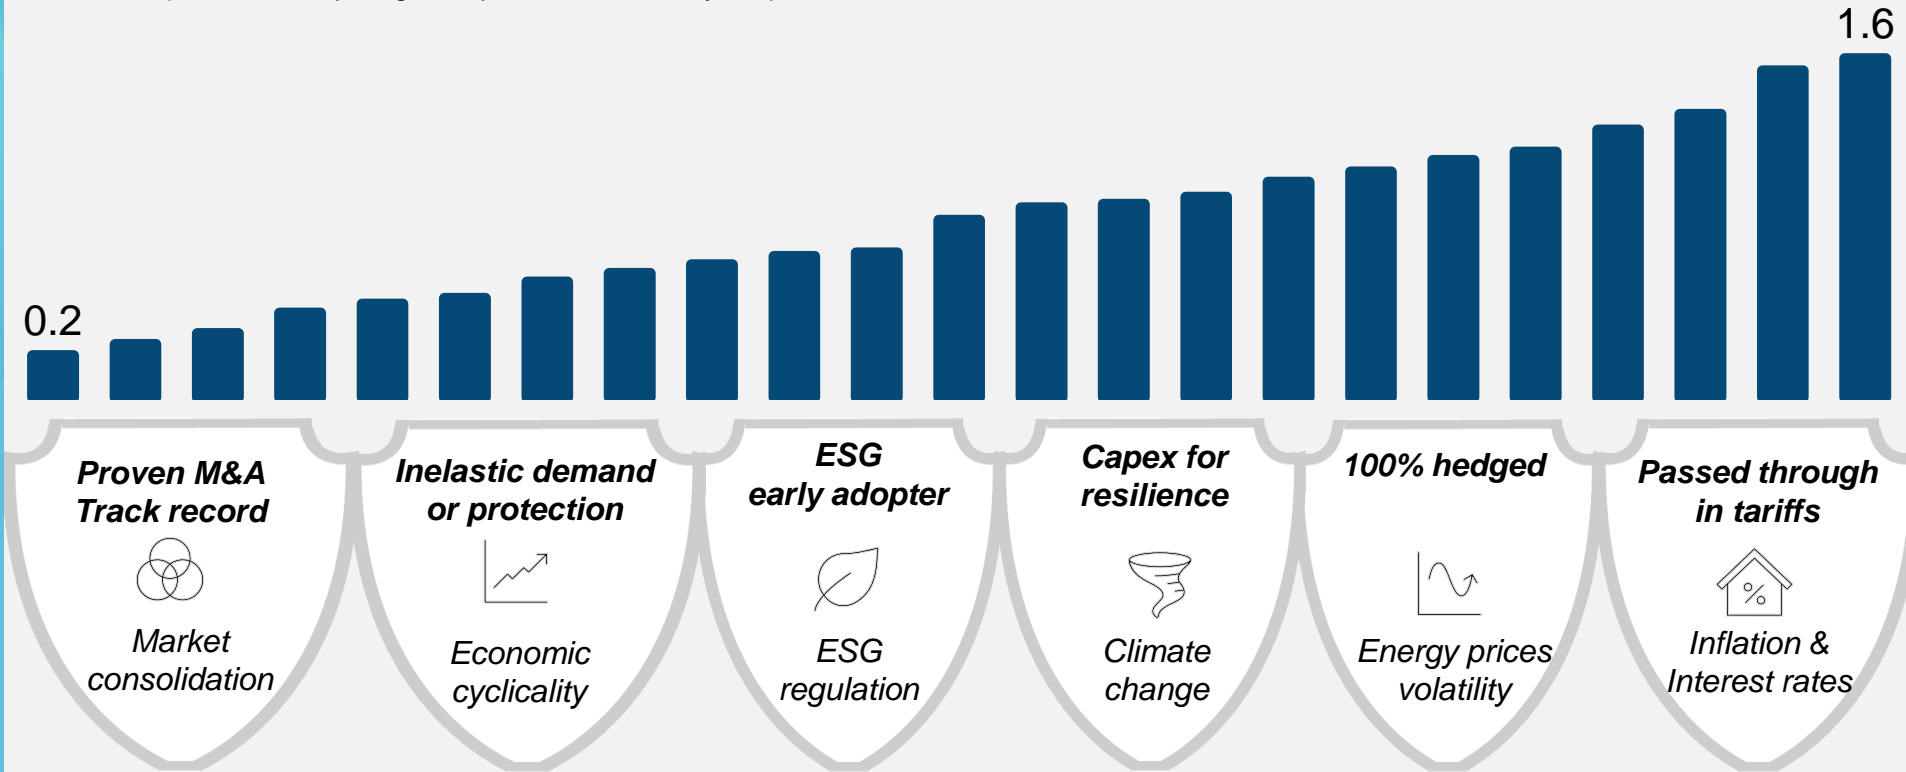 1.6
0.2
Proven M&A
Track record
Market
consolidation
Inelastic demand
or protection
Economic
cyclicality
ESG
early adopter
ESG
regulation
Capex for
resilience
Climate
change
100% hedged
Energy prices
volatility
Passed through
in tariffs
%
Inflation &
Interest rates